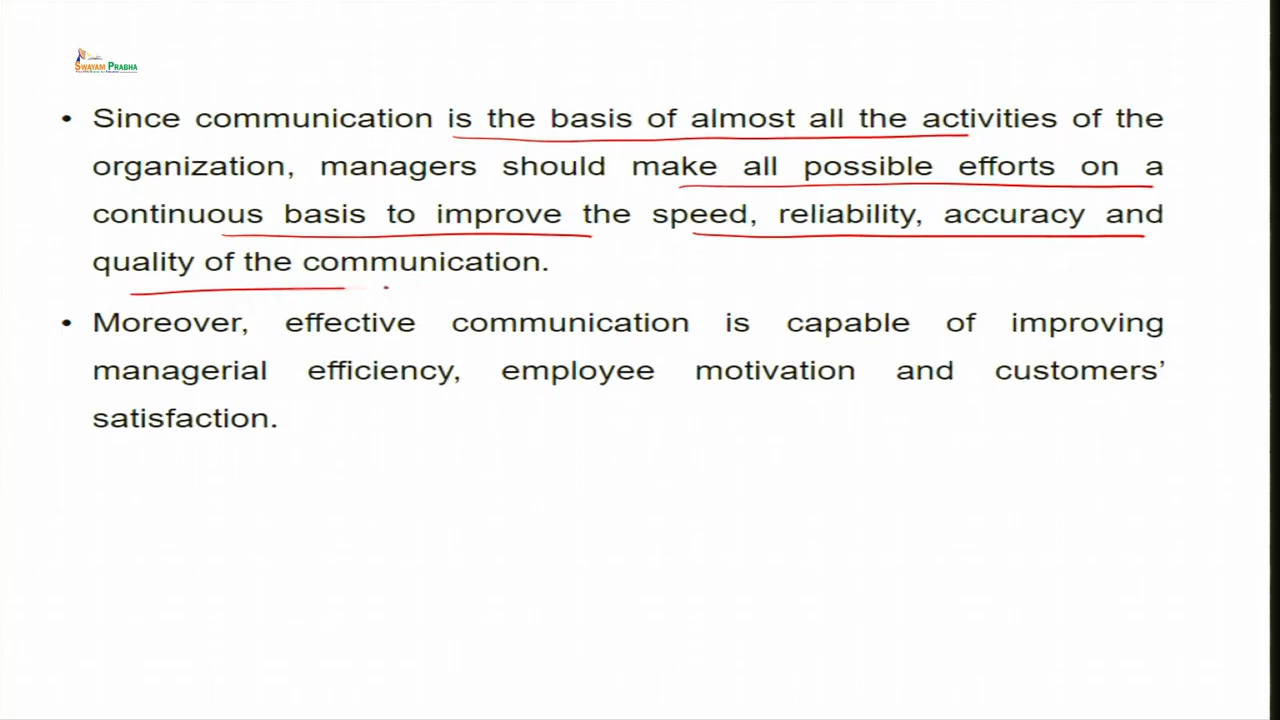 SWAYAM PRABHA
• Since communication is the basis of almost all the activities of the
organization, managers should make all possible efforts on a
continuous basis to improve the speed, reliability, accuracy and
quality of the communication.
• Moreover, effective communication is capable of improving
managerial efficiency, employee motivation and customers’
satisfaction.